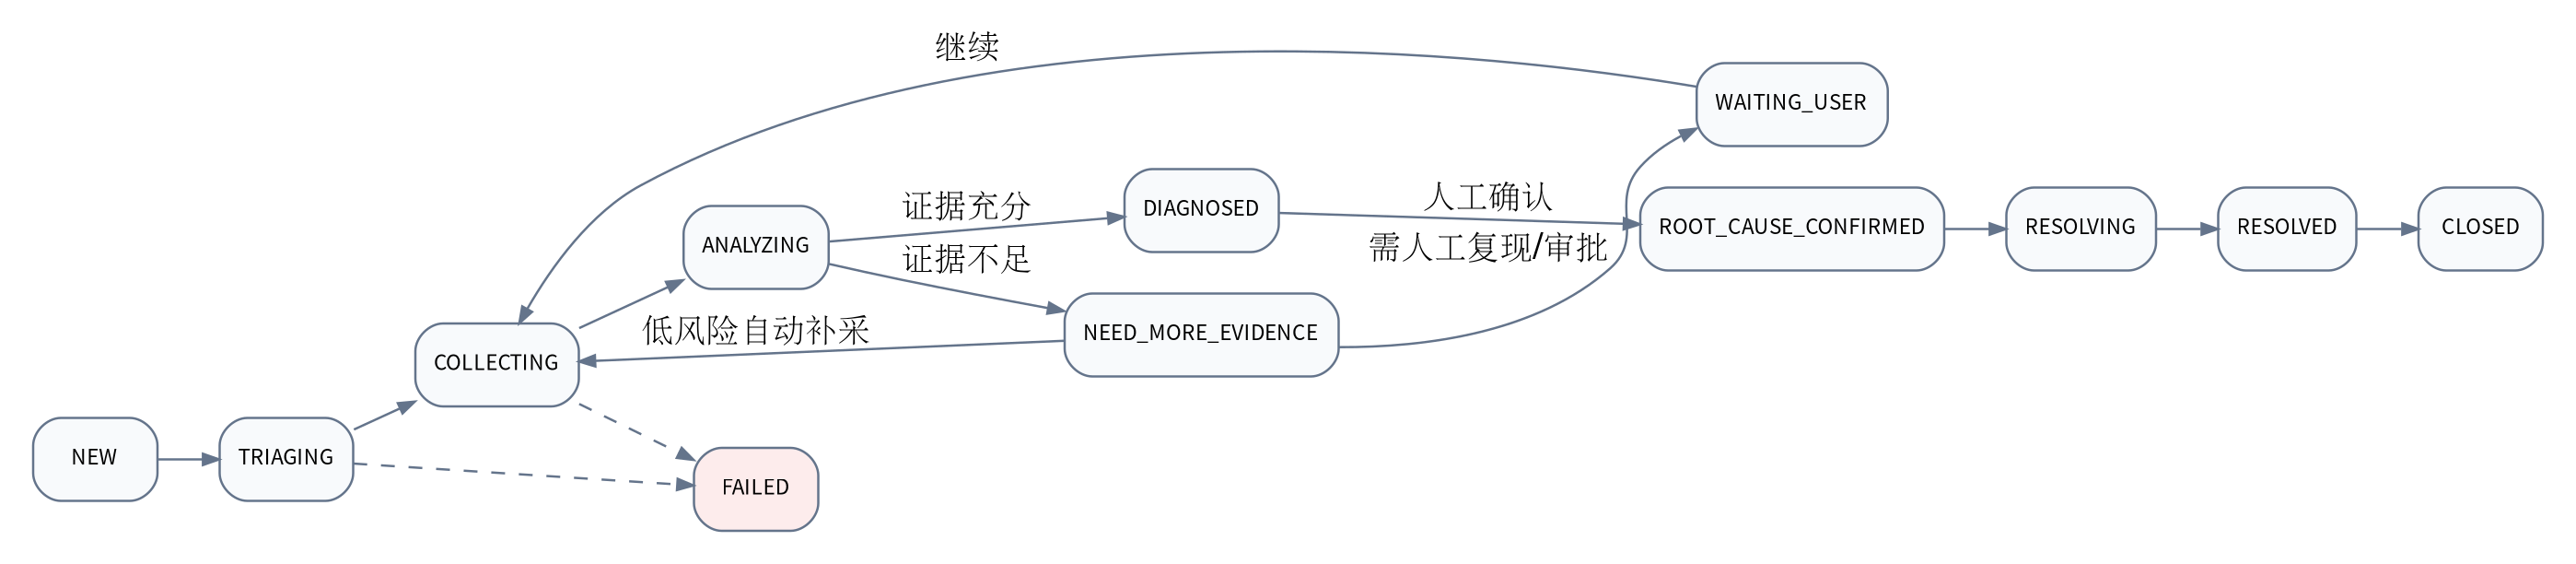 继续
WAITING_USER
证据充分
DIAGNOSED
人工确认
ANALYZING
ROOT_CAUSE_CONFIRMED
RESOLVING
RESOLVED
CLOSED
证据不足
需人工复现/审批
低风险自动补采
NEED_MORE_EVIDENCE
COLLECTING
NEW
TRIAGING
FAILED